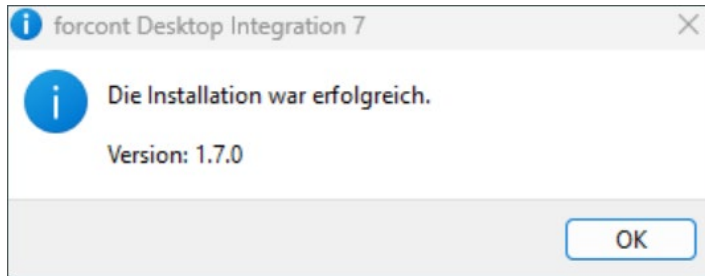 forcont Desktop Integration 7
Die Installation war erfolgreich.
Version: 1.7.0
OK